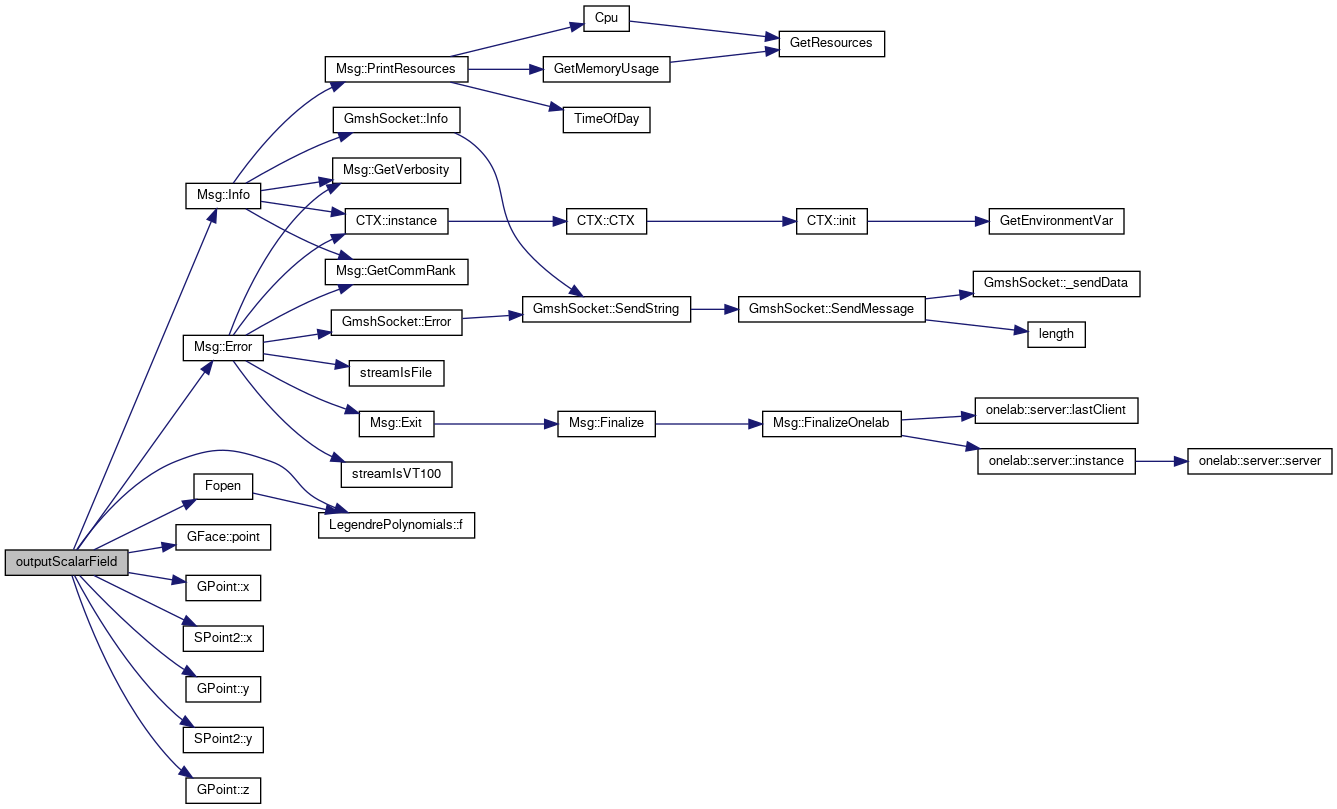 Cpu
GetResources
Msg::PrintResources
GetMemoryUsage
TimeOfDay
GmshSocket::Info
Msg::GetVerbosity
Msg::Info
CTX::instance
CTX::CTX
CTX::init
GetEnvironmentVar
Msg::GetCommRank
GmshSocket::_sendData
GmshSocket::SendString
GmshSocket::SendMessage
GmshSocket::Error
length
Msg::Error
streamIsFile
onelab::server::lastClient
Msg::Exit
Msg::Finalize
Msg::FinalizeOnelab
onelab::server::instance
onelab::server::server
streamIsVT100
Fopen
LegendrePolynomials::f
GFace::point
outputScalarField
GPoint::x
SPoint2::x
GPoint::y
SPoint2::y
GPoint::z